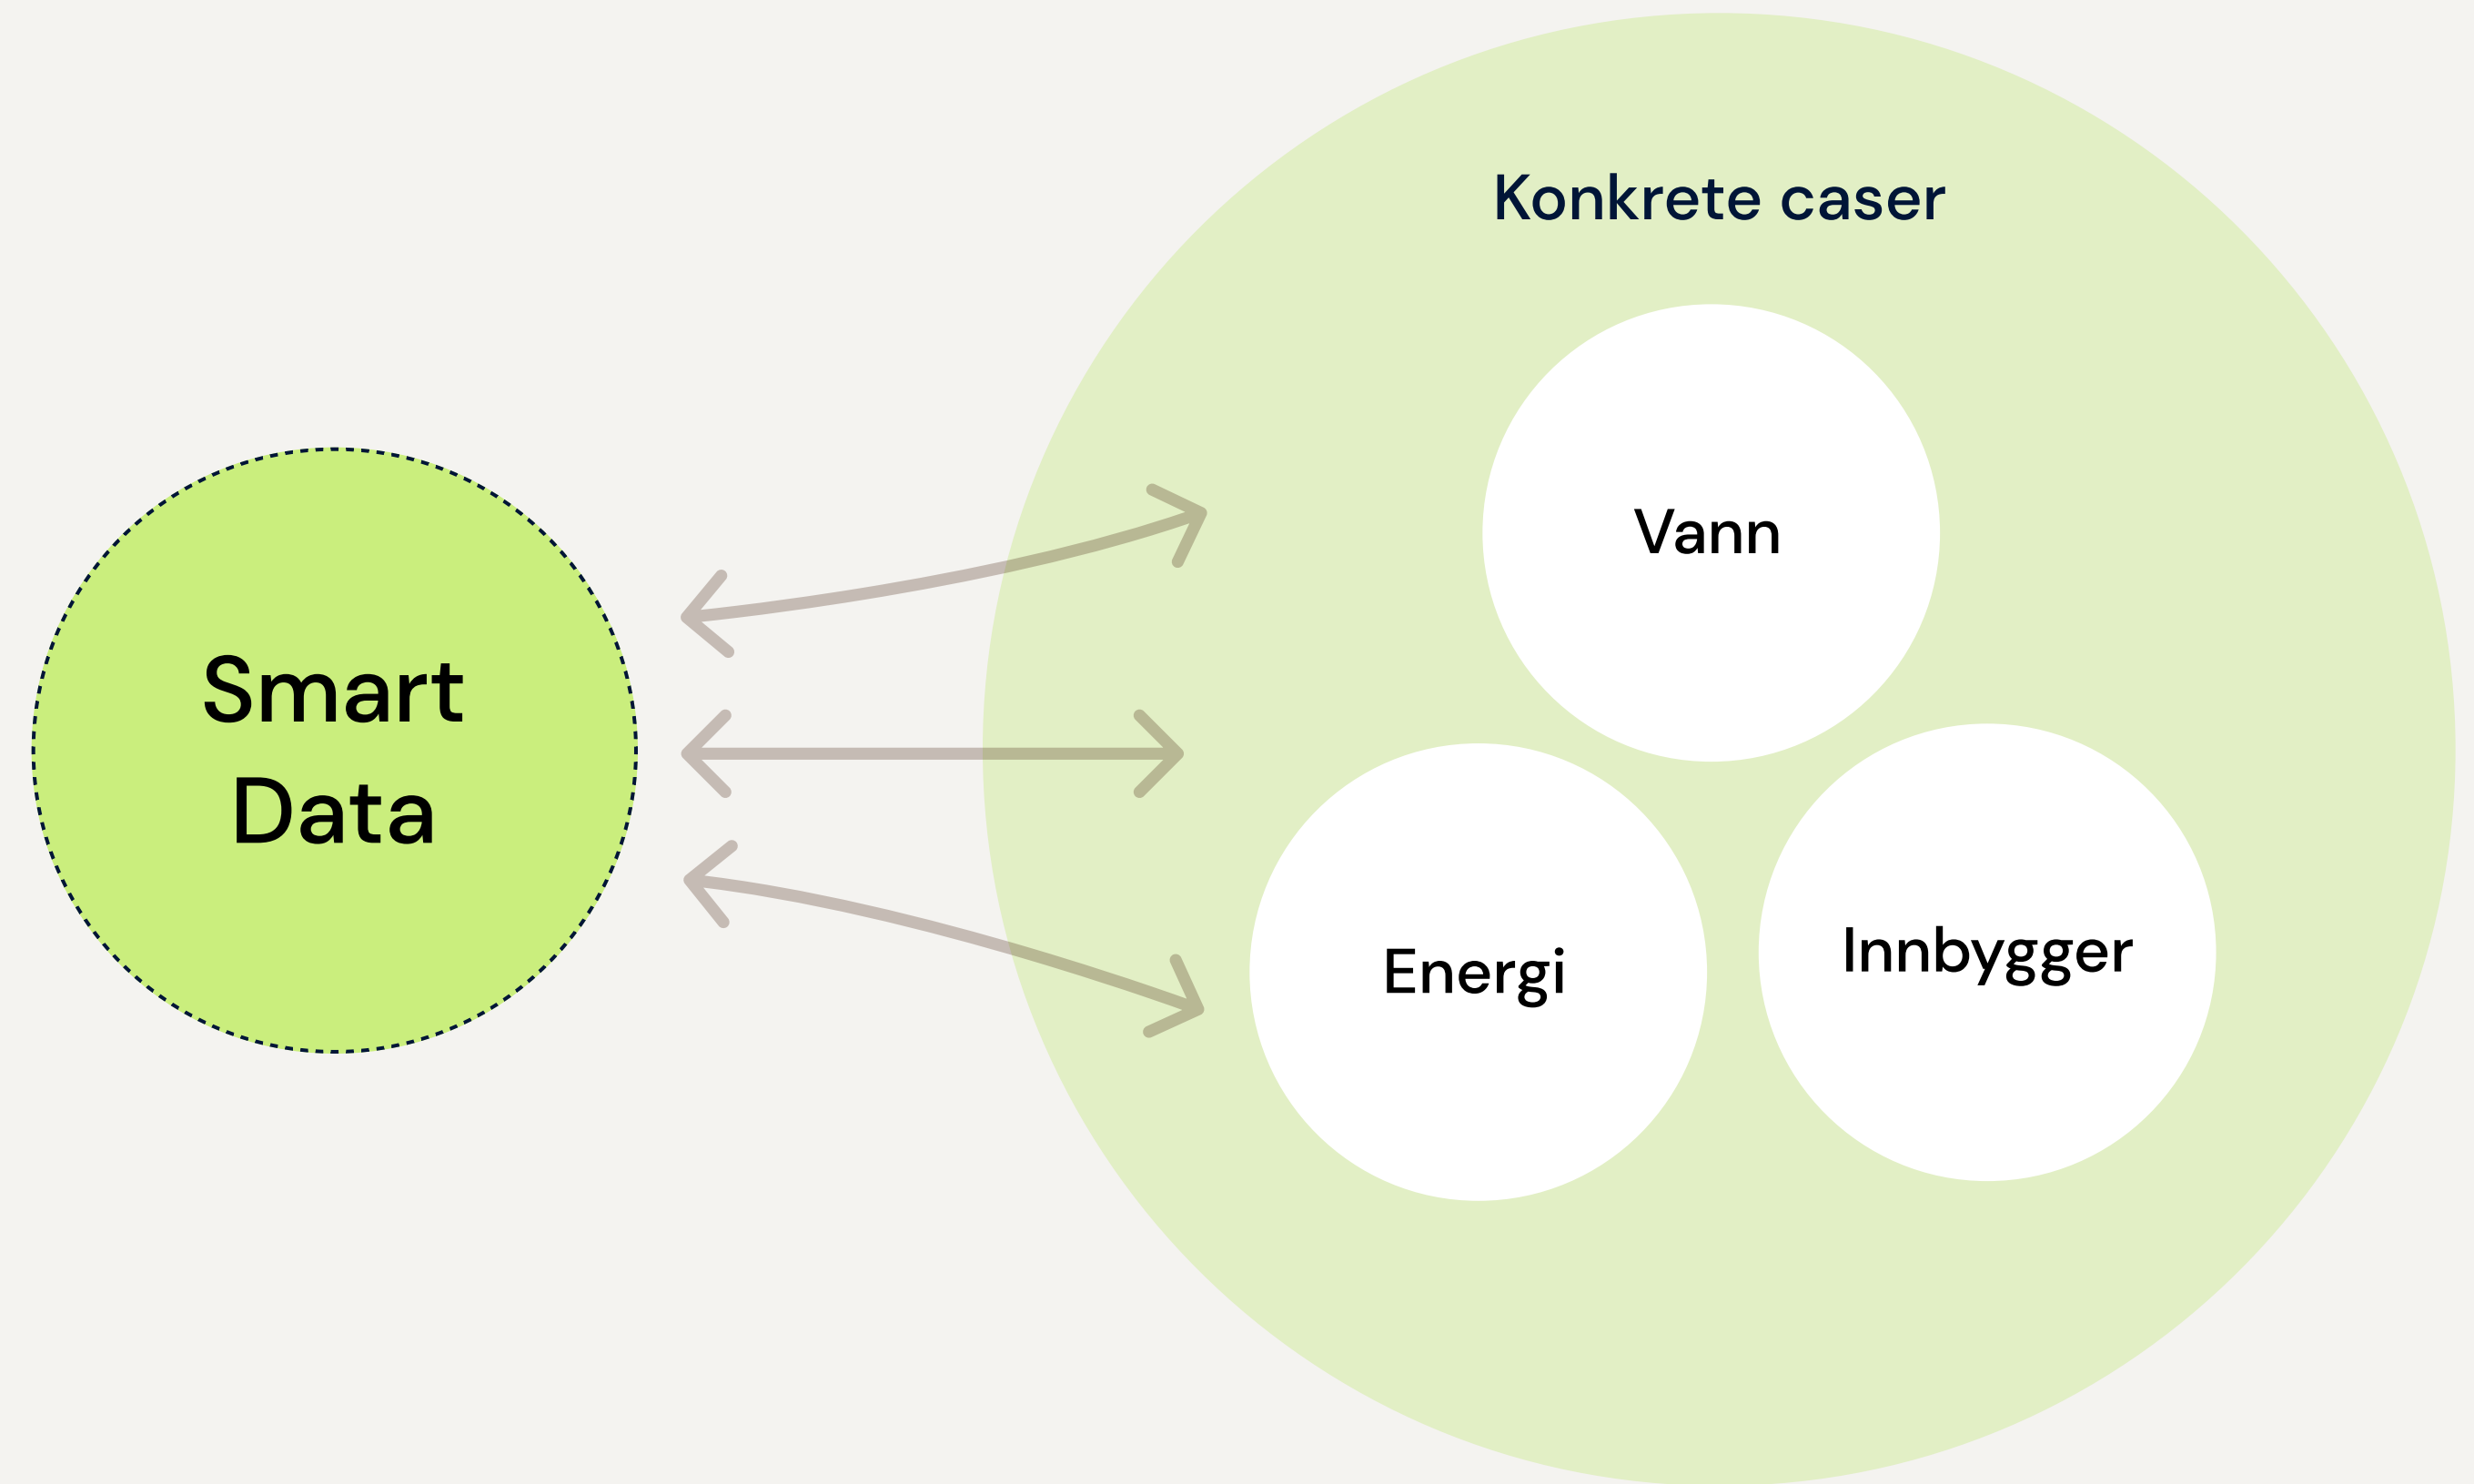 Konkrete caser
Vann
Smart
Data
Energi
Innbygger